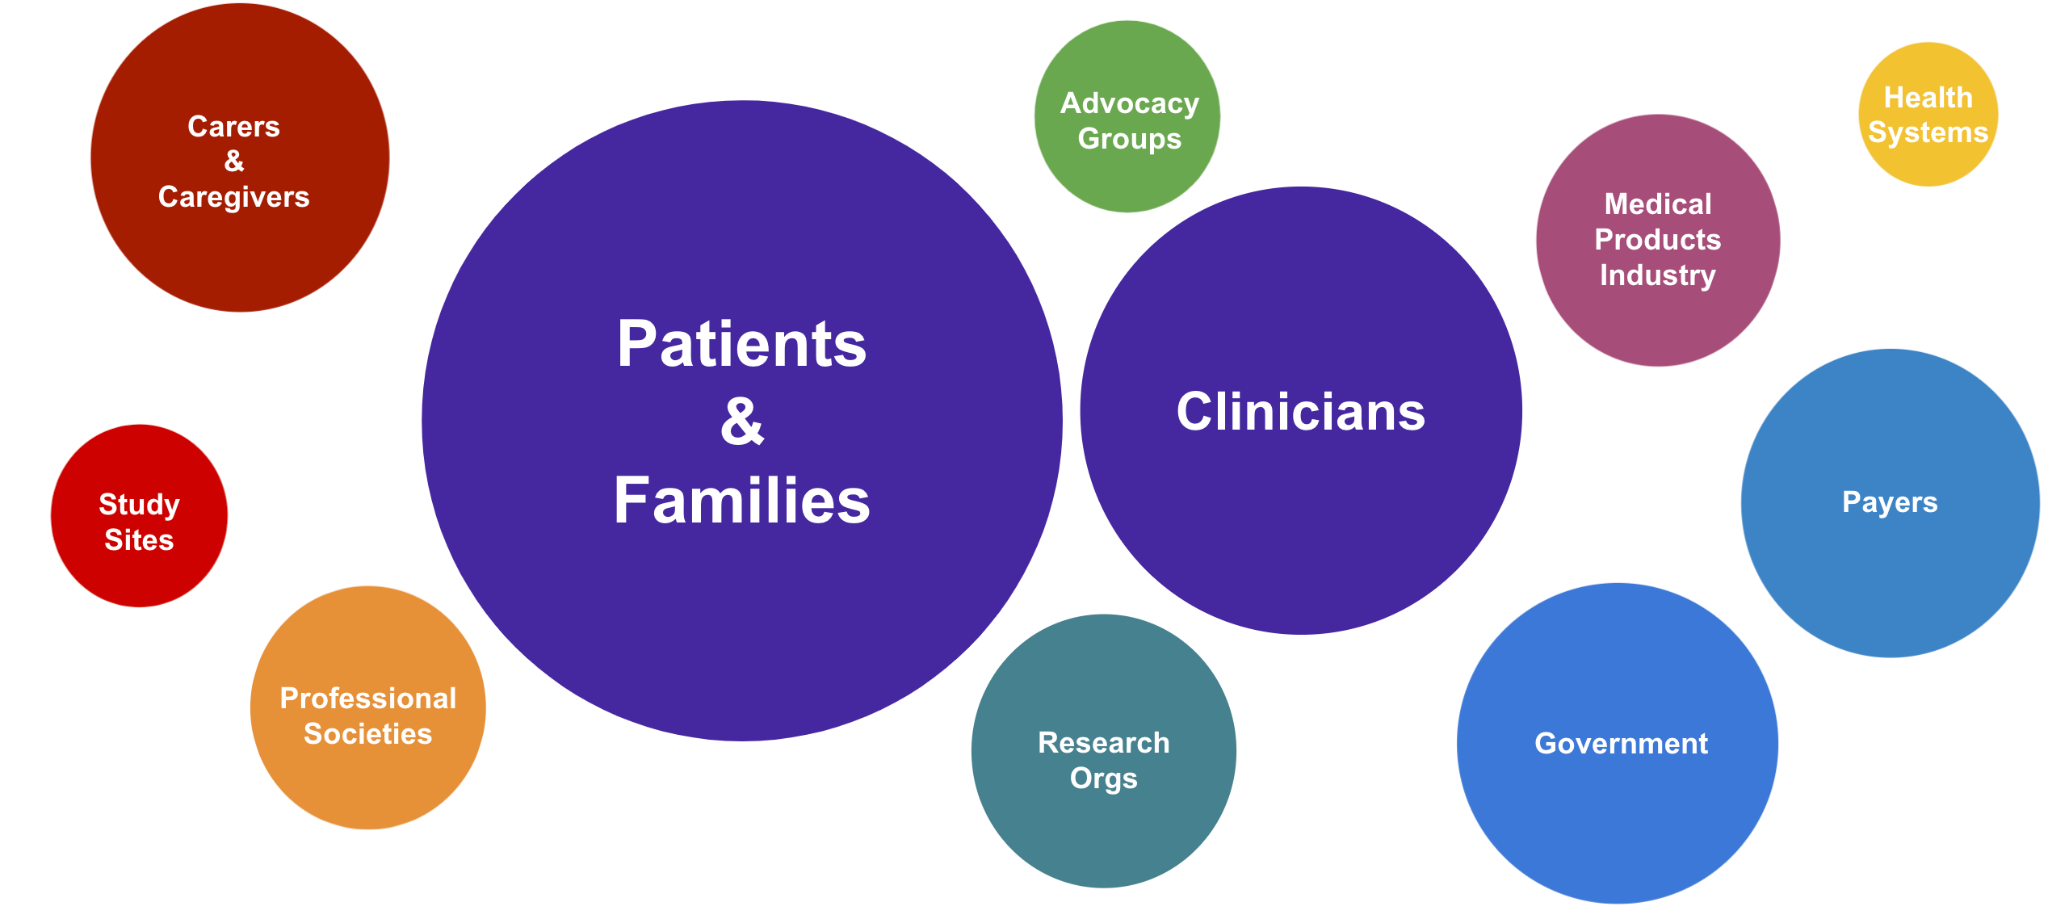 Carers
&
Caregivers
Patients
&
Families
Advocacy
Groups
Clinicians
Medical
Products
Industry
Health
Systems
Study
Sites
Professional
Societies
Research
Orgs
Government
Payers